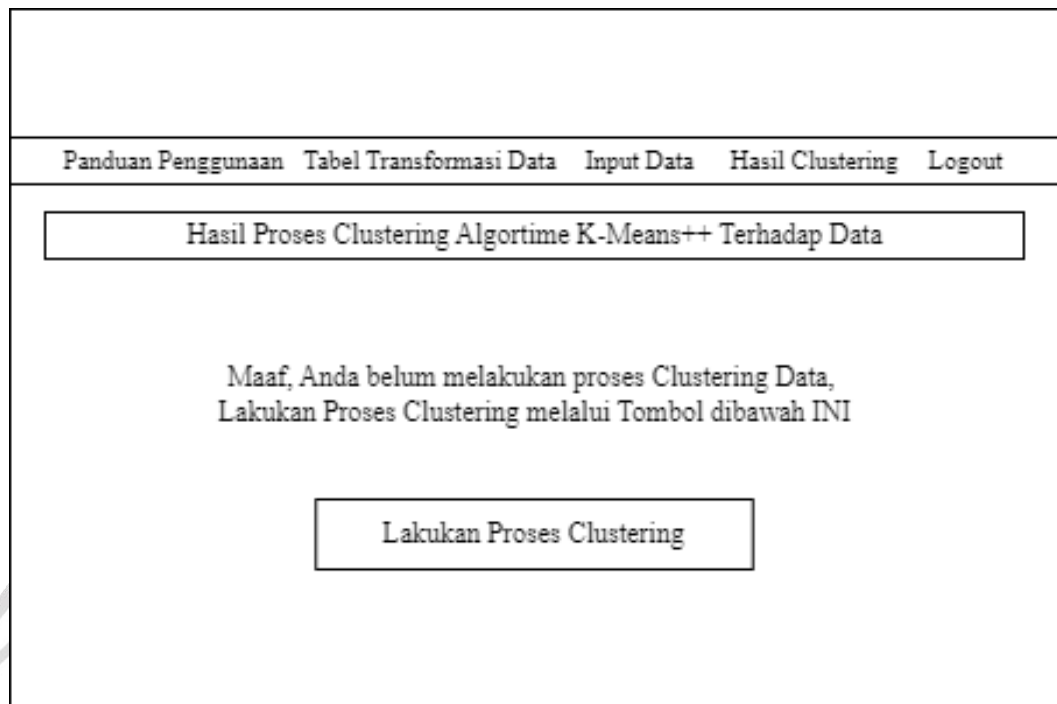 Panduan Penggunaan Tabel Transformasi Data Input Data Hasil Clustering Logout
Hasil Proses Clustering Algortime K-Means++ Terhadap Data
Maaf, Anda belum melakukan proses Clustering Data,
Lakukan Proses Clustering melalui Tombol dibawah INI
Lakukan Proses Clustering